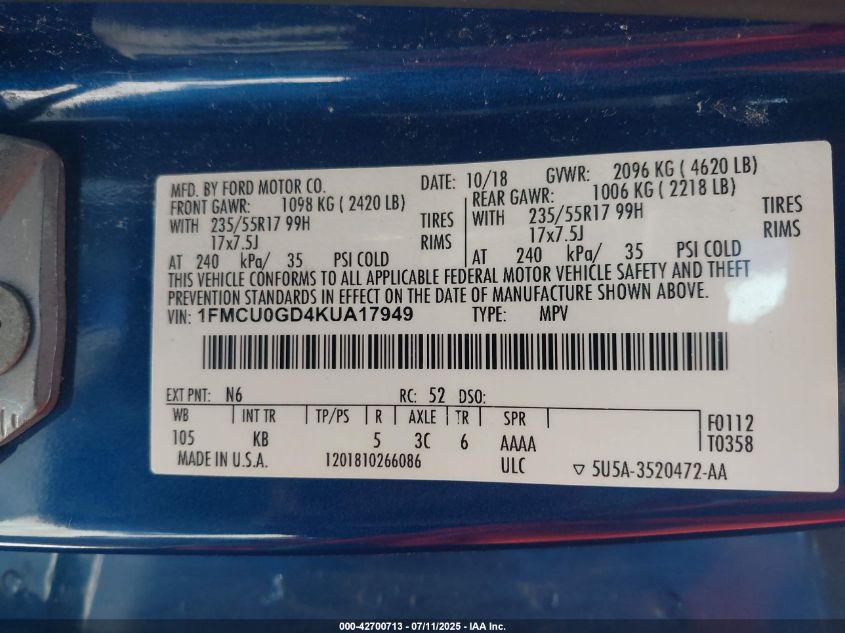 MFD. BY FORD MOTOR CO. DATE: 10/18 GVWR: 2096 KG ( 4620 LB)
FRONT GAWR: 1098 KG ( 2420 LB) REAR GAWR: 1006 KG ( 2218 LB)
WITH 235/55R17 99H TIRES WITH 235/55R17 99H TIRES
17x7.5J RIMS 17x7.5J RIMS
AT 240 kPa/ 35 PSI COLD AT 240 kPa/ 35 PSI COLD
THIS VEHICLE CONFORMS TO ALL APPLICABLE FEDERAL MOTOR VEHICLE SAFETY AND THEFT
PREVENTION STANDARDS IN EFFECT ON THE DATE OF MANUFACTURE SHOWN ABOVE.
VIN: 1FMCU0GD4KUA17949 TYPE: MPV
EXT PNT: N6 RC: 52 DSO:
WB INT TR TP/PS R AXLE TR SPR F0112
105 KB 5 3C 6 AAAA T0358
MADE IN U.S.A. 1201810266086 ULC ▽ 5U5A-3520472-AA
000-42700713 - 07/11/2025 - IAA Inc.